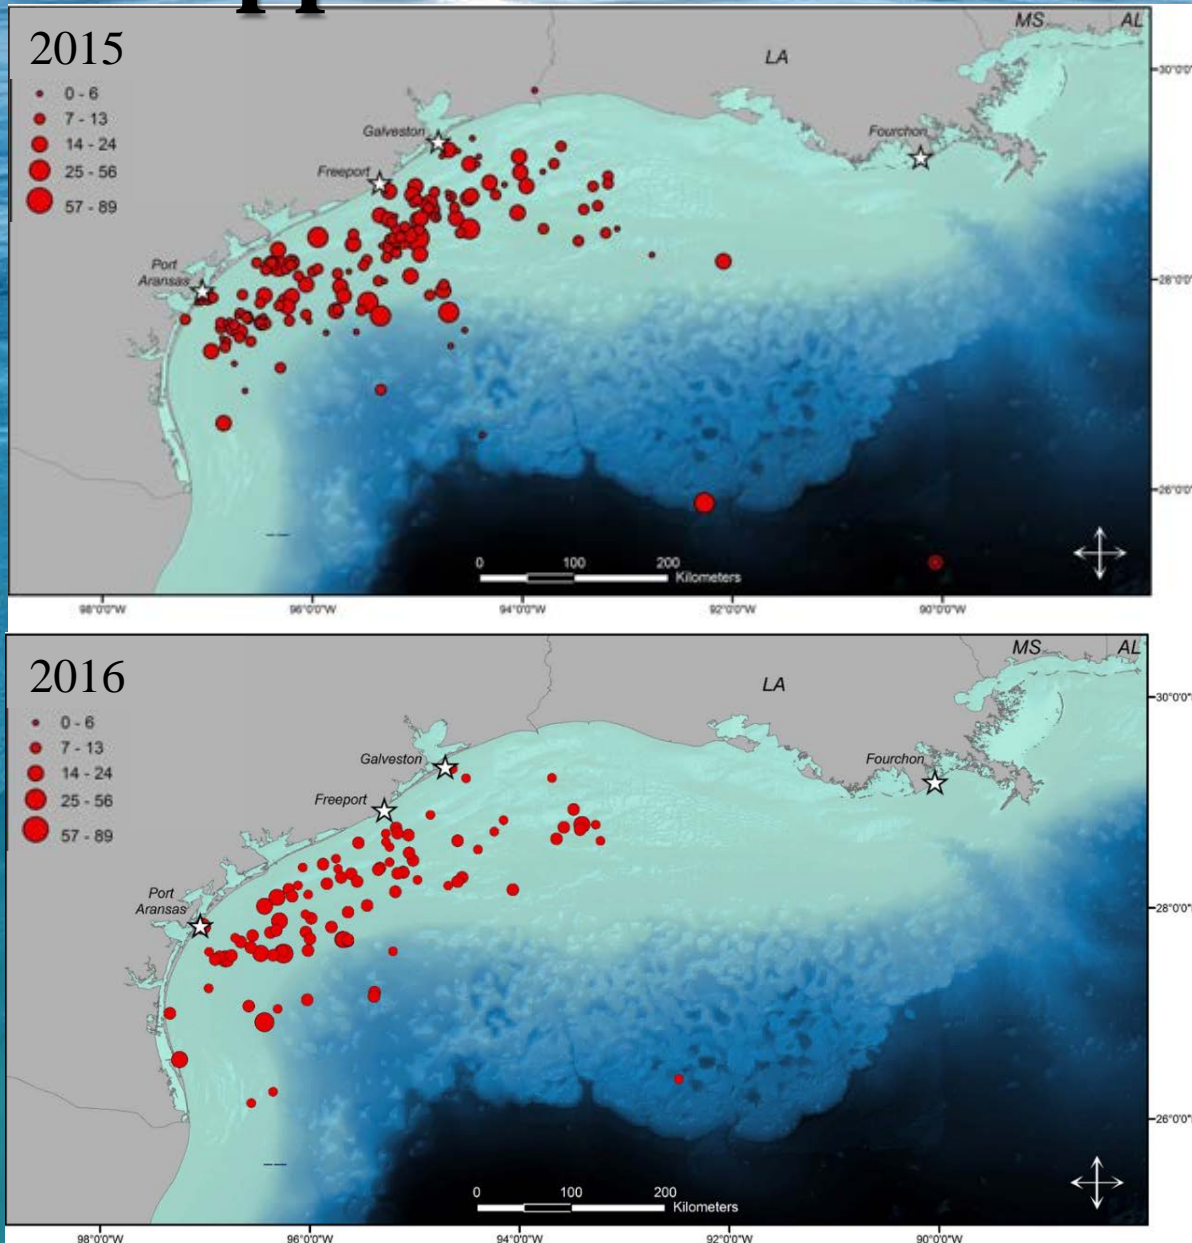 2015
0 - 6
7 - 13
14 - 24
25 - 56
57 - 89
MS
AL
LA
Galveston
Freeport
Port
Aransas
Fourchon
30°0'0"
28°0'0"
26°0'0"
0
100
200
Kilometers
98°0'0"W
96°0'0"W
94°0'0"W
92°0'0"W
90°0'0"W
2016
0 - 6
7 - 13
14 - 24
25 - 56
57 - 89
MS
AL
LA
Galveston
Freeport
Port
Aransas
Fourchon
30°0'0"
28°0'0"
26°0'0"
0
100
200
Kilometers
98°0'0"W
96°0'0"W
94°0'0"W
92°0'0"W
90°0'0"W